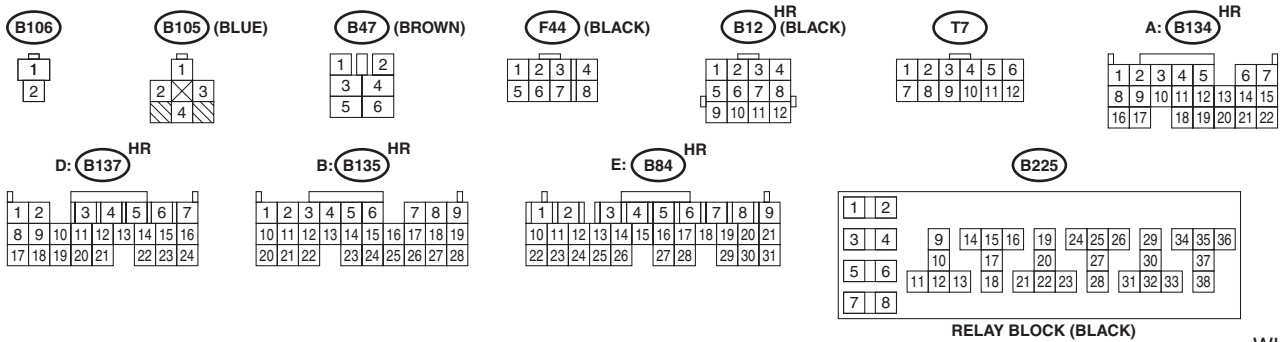 B106
B105 (BLUE)
B47 (BROWN)
F44 (BLACK)
B12 HR (BLACK)
T7
A: B134 HR
1
2
1
2 3
4
1 2
3 4
5 6
1 2 3 4
5 6 7 8
1 2 3 4
5 6 7 8
9 10 11 12
1 2 3 4 5 6
7 8 9 10 11 12
1 2 3 4 5 6 7
8 9 10 11 12 13 14 15
16 17 18 19 20 21 22
D: B137 HR
B: B135 HR
E: B84 HR
B225
1 2 3 4 5 6 7
8 9 10 11 12 13 14 15 16
17 18 19 20 21 22 23 24
1 2 3 4 5 6 7 8 9
10 11 12 13 14 15 16 17 18 19
20 21 22 23 24 25 26 27 28
1 2 3 4 5 6 7 8 9
10 11 12 13 14 15 16 17 18 19 20 21
22 23 24 25 26 27 28 29 30 31
1 2
3 4 9 14 15 16 19 24 25 26 29 34 35 36
10 17 20 27 30 37
5 6 11 12 13 18 21 22 23 28 31 32 33 38
7 8
RELAY BLOCK (BLACK)